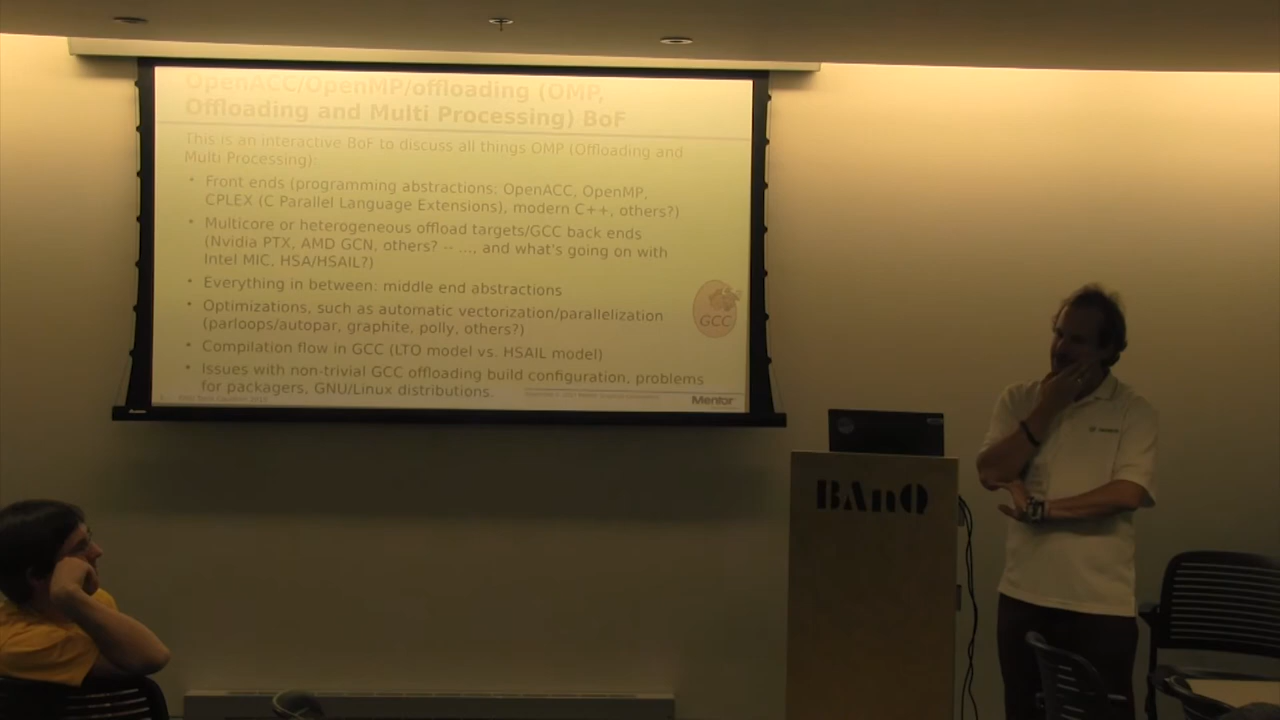 OpenACC/OpenMP/offloading (OMP,
Offloading and Multi Processing) BoF
This is an interactive BoF to discuss all things OMP (Offloading and
Multi Processing):
• Front ends (programming abstractions: OpenACC, OpenMP,
CPLEX (C Parallel Language Extensions), modern C++, others?)
• Multicore or heterogeneous offload targets/GCC back ends
(Nvidia PTX, AMD GCN, others? -- ..., and what's going on with
Intel MIC, HSA/HSAIL?)
• Everything in between: middle end abstractions
• Optimizations, such as automatic vectorization/parallelization
(parloops/autopar, graphite, polly, others?)
• Compilation flow in GCC (LTO model vs. HSAIL model)
• Issues with non-trivial GCC offloading build configuration, problems
for packagers, GNU/Linux distributions.
GCC
Mentor
BAnQ